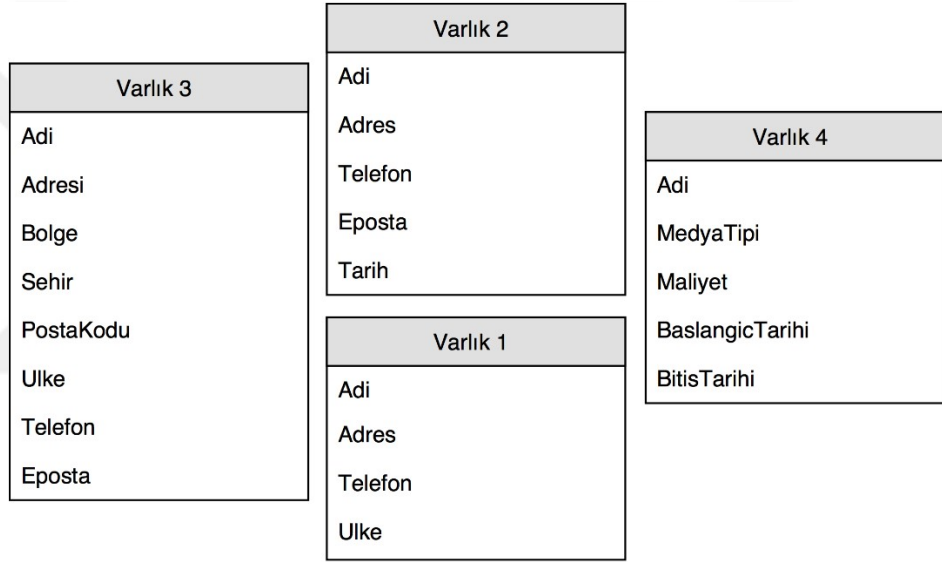 Varlık 3
Adi
Adresi
Bolge
Sehir
PostaKodu
Ulke
Telefon
Eposta
Varlık 2
Adi
Adres
Telefon
Eposta
Tarih
Varlık 1
Adi
Adres
Telefon
Ulke
Varlık 4
Adi
MedyaTipi
Maliyet
BaslangicTarihi
BitisTarihi